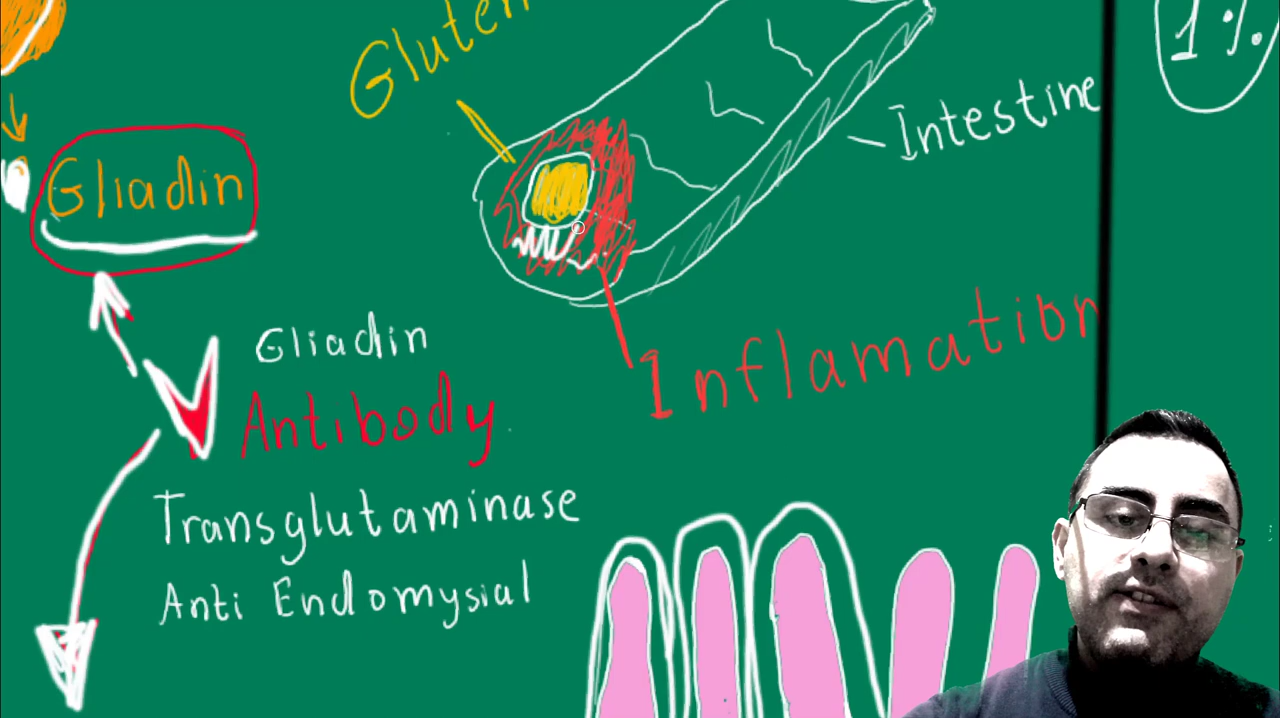 Gluten
1%
Intestine
Gliadin
Inflamation
Gliadin
Antibody
Transglutaminase
Anti Endomysial